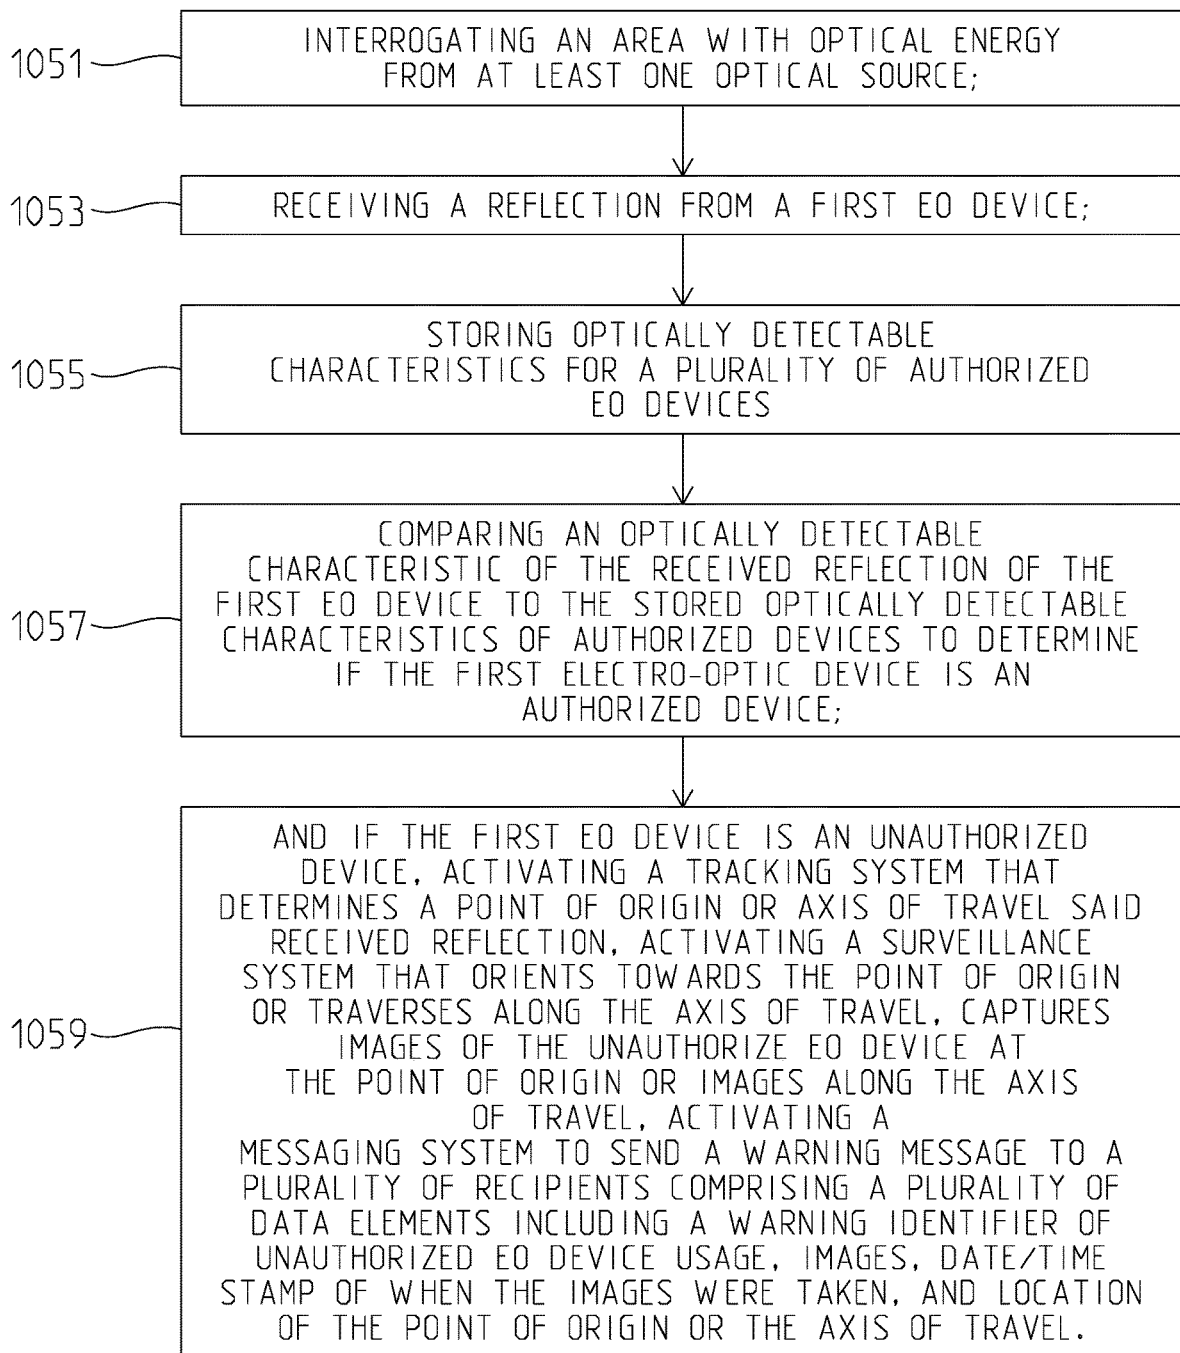 1051
INTERROGATING AN AREA WITH OPTICAL ENERGY
FROM AT LEAST ONE OPTICAL SOURCE;
1053
RECEIVING A REFLECTION FROM A FIRST EO DEVICE;
1055
STORING OPTICALLY DETECTABLE
CHARACTERISTICS FOR A PLURALITY OF AUTHORIZED
EO DEVICES
1057
COMPARING AN OPTICALLY DETECTABLE
CHARACTERISTIC OF THE RECEIVED REFLECTION OF THE
FIRST EO DEVICE TO THE STORED OPTICALLY DETECTABLE
CHARACTERISTICS OF AUTHORIZED DEVICES TO DETERMINE
IF THE FIRST ELECTRO-OPTIC DEVICE IS AN
AUTHORIZED DEVICE;
1059
AND IF THE FIRST EO DEVICE IS AN UNAUTHORIZED
DEVICE, ACTIVATING A TRACKING SYSTEM THAT
DETERMINES A POINT OF ORIGIN OR AXIS OF TRAVEL SAID
RECEIVED REFLECTION, ACTIVATING A SURVEILLANCE
SYSTEM THAT ORIENTS TOWARDS THE POINT OF ORIGIN
OR TRAVERSES ALONG THE AXIS OF TRAVEL, CAPTURES
IMAGES OF THE UNAUTHORIZE EO DEVICE AT
THE POINT OF ORIGIN OR IMAGES ALONG THE AXIS
OF TRAVEL, ACTIVATING A
MESSAGING SYSTEM TO SEND A WARNING MESSAGE TO A
PLURALITY OF RECIPIENTS COMPRISING A PLURALITY OF
DATA ELEMENTS INCLUDING A WARNING IDENTIFIER OF
UNAUTHORIZED EO DEVICE USAGE, IMAGES, DATE/TIME
STAMP OF WHEN THE IMAGES WERE TAKEN, AND LOCATION
OF THE POINT OF ORIGIN OR THE AXIS OF TRAVEL.